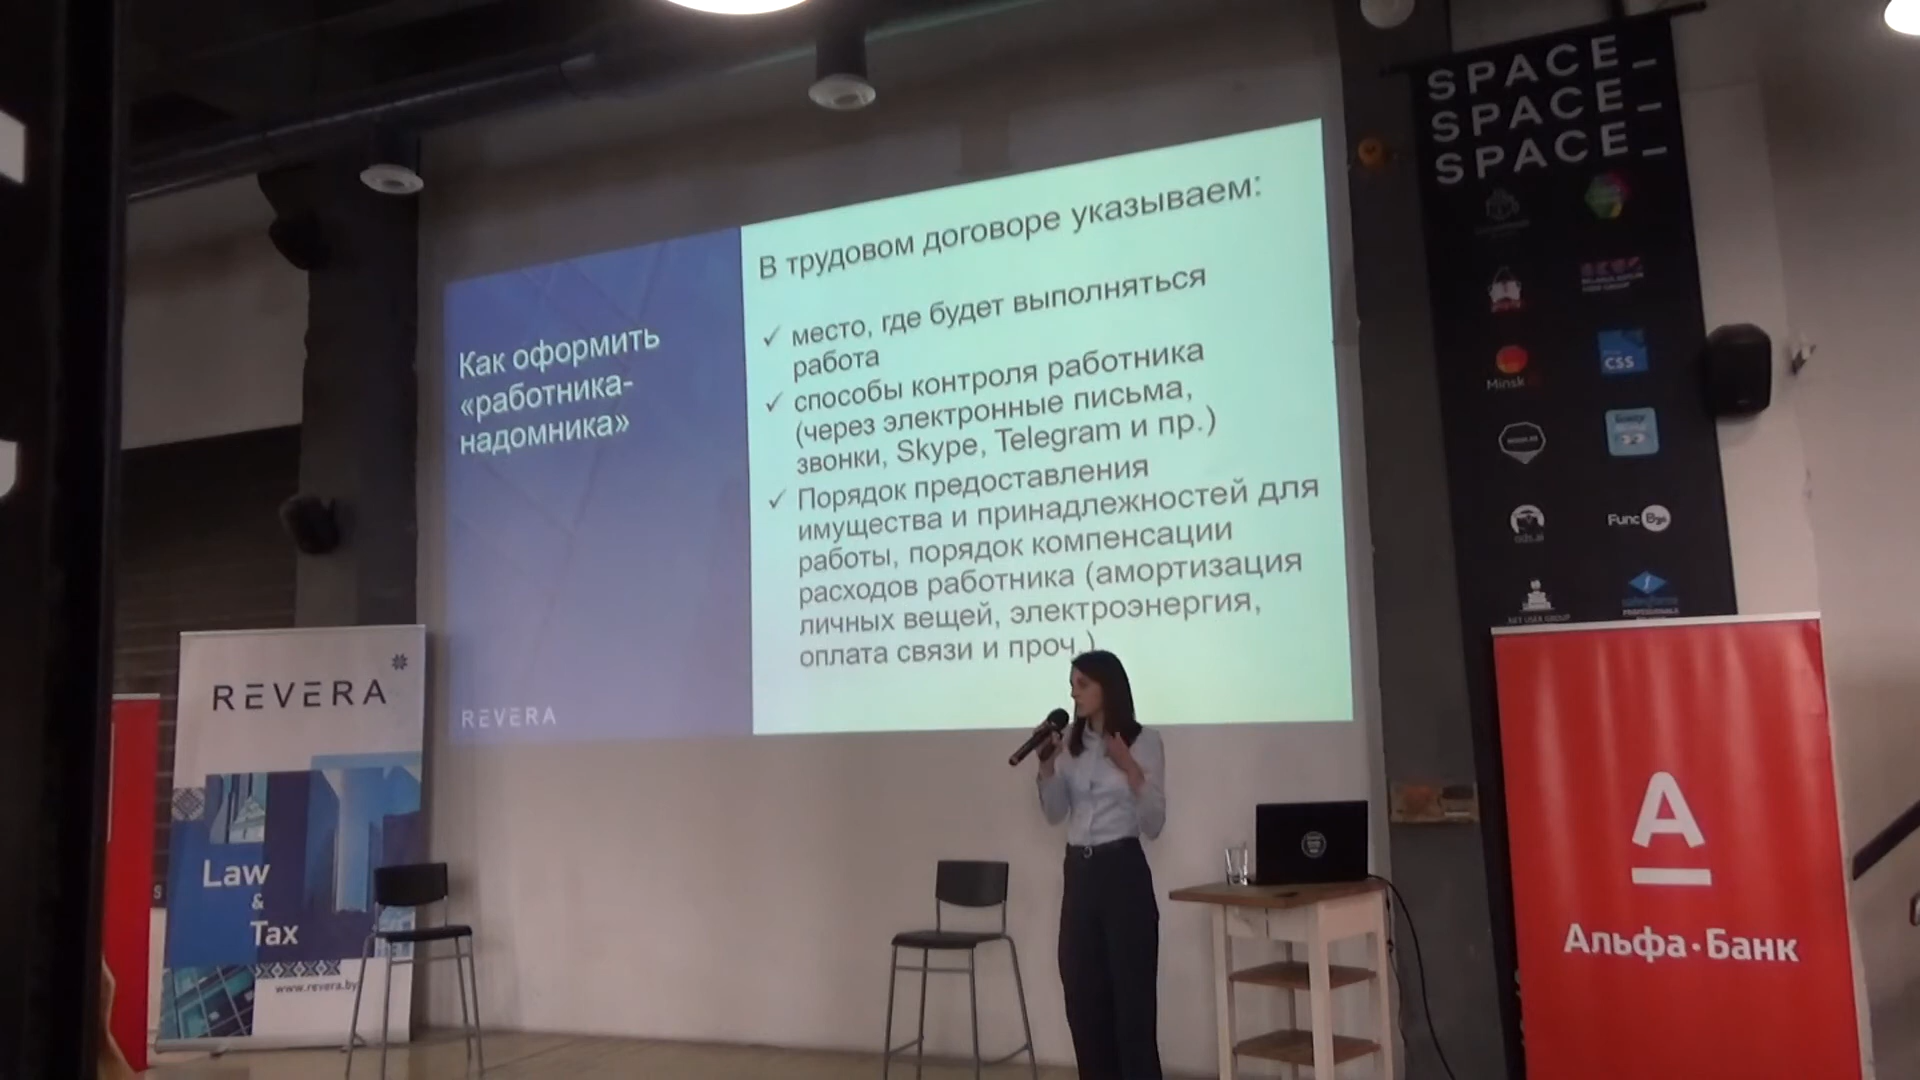 Как оформить
«работника-
надомника»
REVERA
В трудовом договоре указываем:
✓ место, где будет выполняться
работа
✓ способы контроля работника
(через электронные письма,
звонки, Skype, Telegram и пр.)
✓ Порядок предоставления
имущества и принадлежностей для
работы, порядок компенсации
расходов работника (амортизация
личных вещей, электроэнергия,
оплата связи и проч.)
REVERA
Law
&
Tax
www.revera.by
SPACE_
SPACE_
SPACE_
Minsk
CSS
ods.ai
Func
А
Альфа·Банк